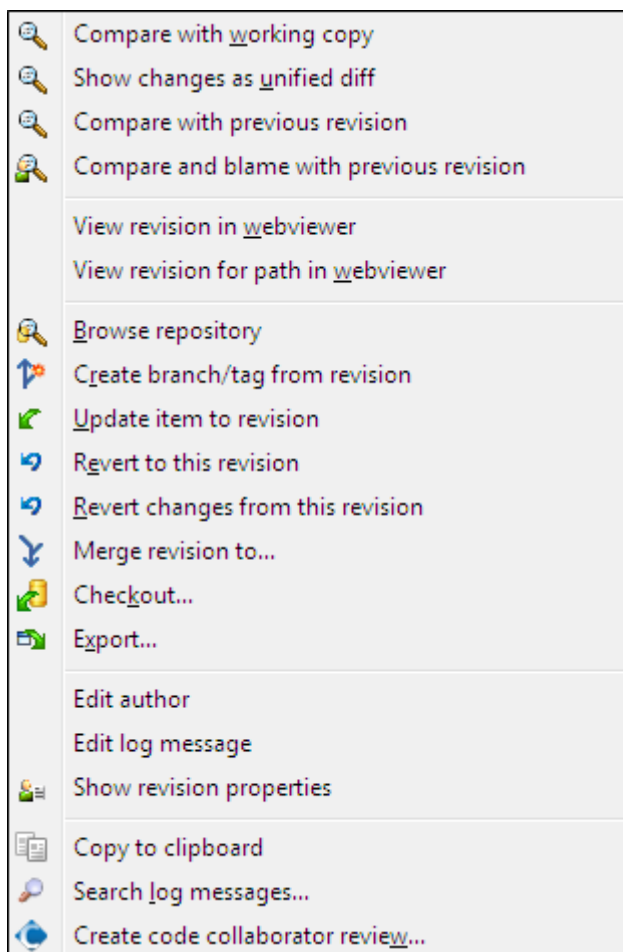 Compare with working copy
Show changes as unified diff
Compare with previous revision
Compare and blame with previous revision
View revision in webviewer
View revision for path in webviewer
Browse repository
Create branch/tag from revision
Update item to revision
Revert to this revision
Revert changes from this revision
Merge revision to...
Checkout...
Export...
Edit author
Edit log message
Show revision properties
Copy to clipboard
Search log messages...
Create code collaborator review...